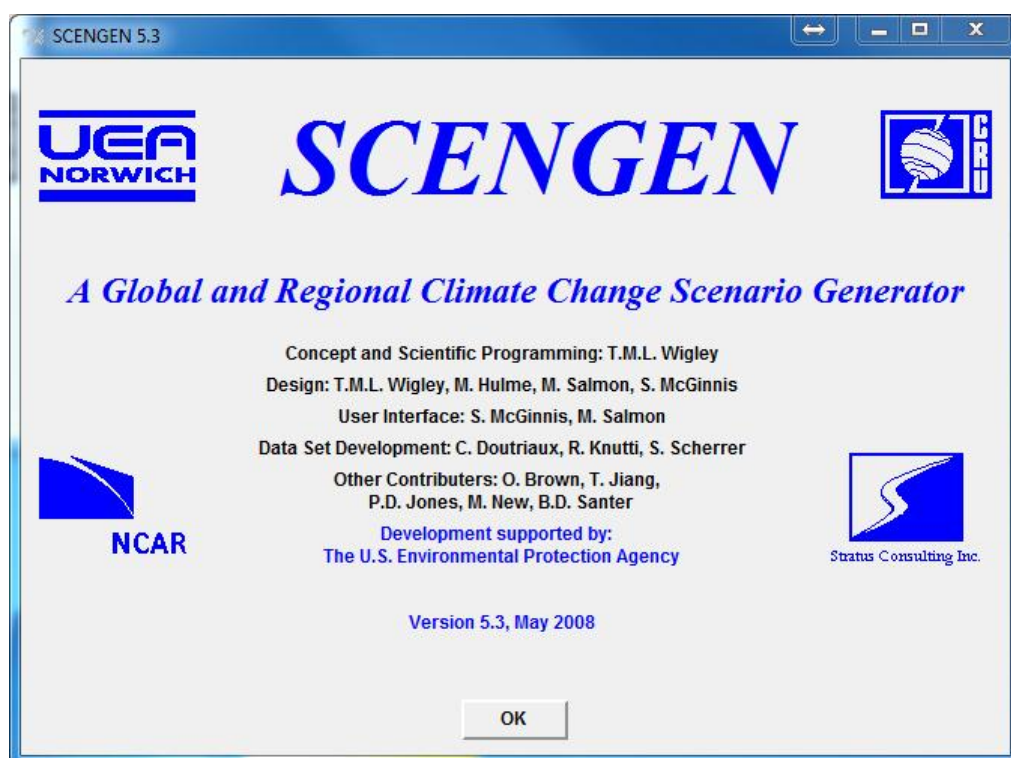 SCENGEN 5.3
UEA
NORWICH
SCENGEN
CRU
A Global and Regional Climate Change Scenario Generator
Concept and Scientific Programming: T.M.L. Wigley
Design: T.M.L. Wigley, M. Hulme, M. Salmon, S. McGinnis
User Interface: S. McGinnis, M. Salmon
Data Set Development: C. Doutriaux, R. Knutti, S. Scherrer
Other Contributers: O. Brown, T. Jiang,
P.D. Jones, M. New, B.D. Santer
NCAR
Development supported by:
The U.S. Environmental Protection Agency
Stratus Consulting Inc.
Version 5.3, May 2008
OK